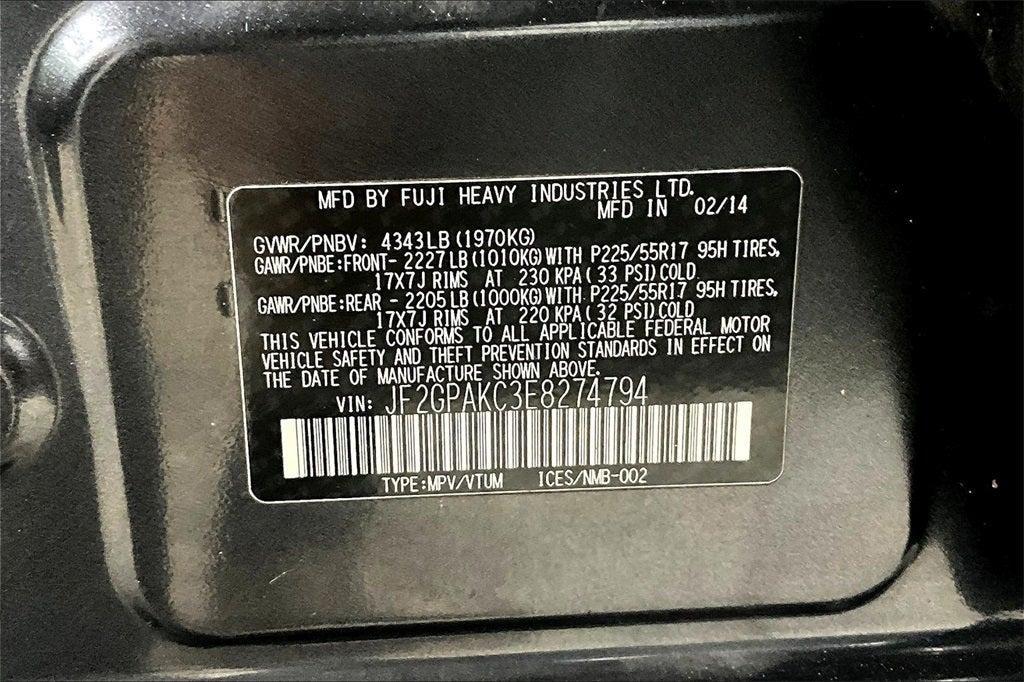 MFD BY FUJI HEAVY INDUSTRIES LTD.
MFD IN 02/14
GVWR/PNBV: 4343LB (1970KG)
GAWR/PNBE:FRONT- 2227LB (1010KG) WITH P225/55R17 95H TIRES,
17X7J RIMS AT 230 KPA (33 PSI) COLD
GAWR/PNBE:REAR - 2205LB (1000KG) WITH P225/55R17 95H TIRES,
17X7J RIMS AT 220 KPA (32 PSI) COLD
THIS VEHICLE CONFORMS TO ALL APPLICABLE FEDERAL MOTOR
VEHICLE SAFETY AND THEFT PREVENTION STANDARDS IN EFFECT ON
THE DATE OF MANUFACTURE SHOWN ABOVE.
VIN: JF2GPAKC3E8274794
TYPE:MPV/VTUM ICES/NMB-002